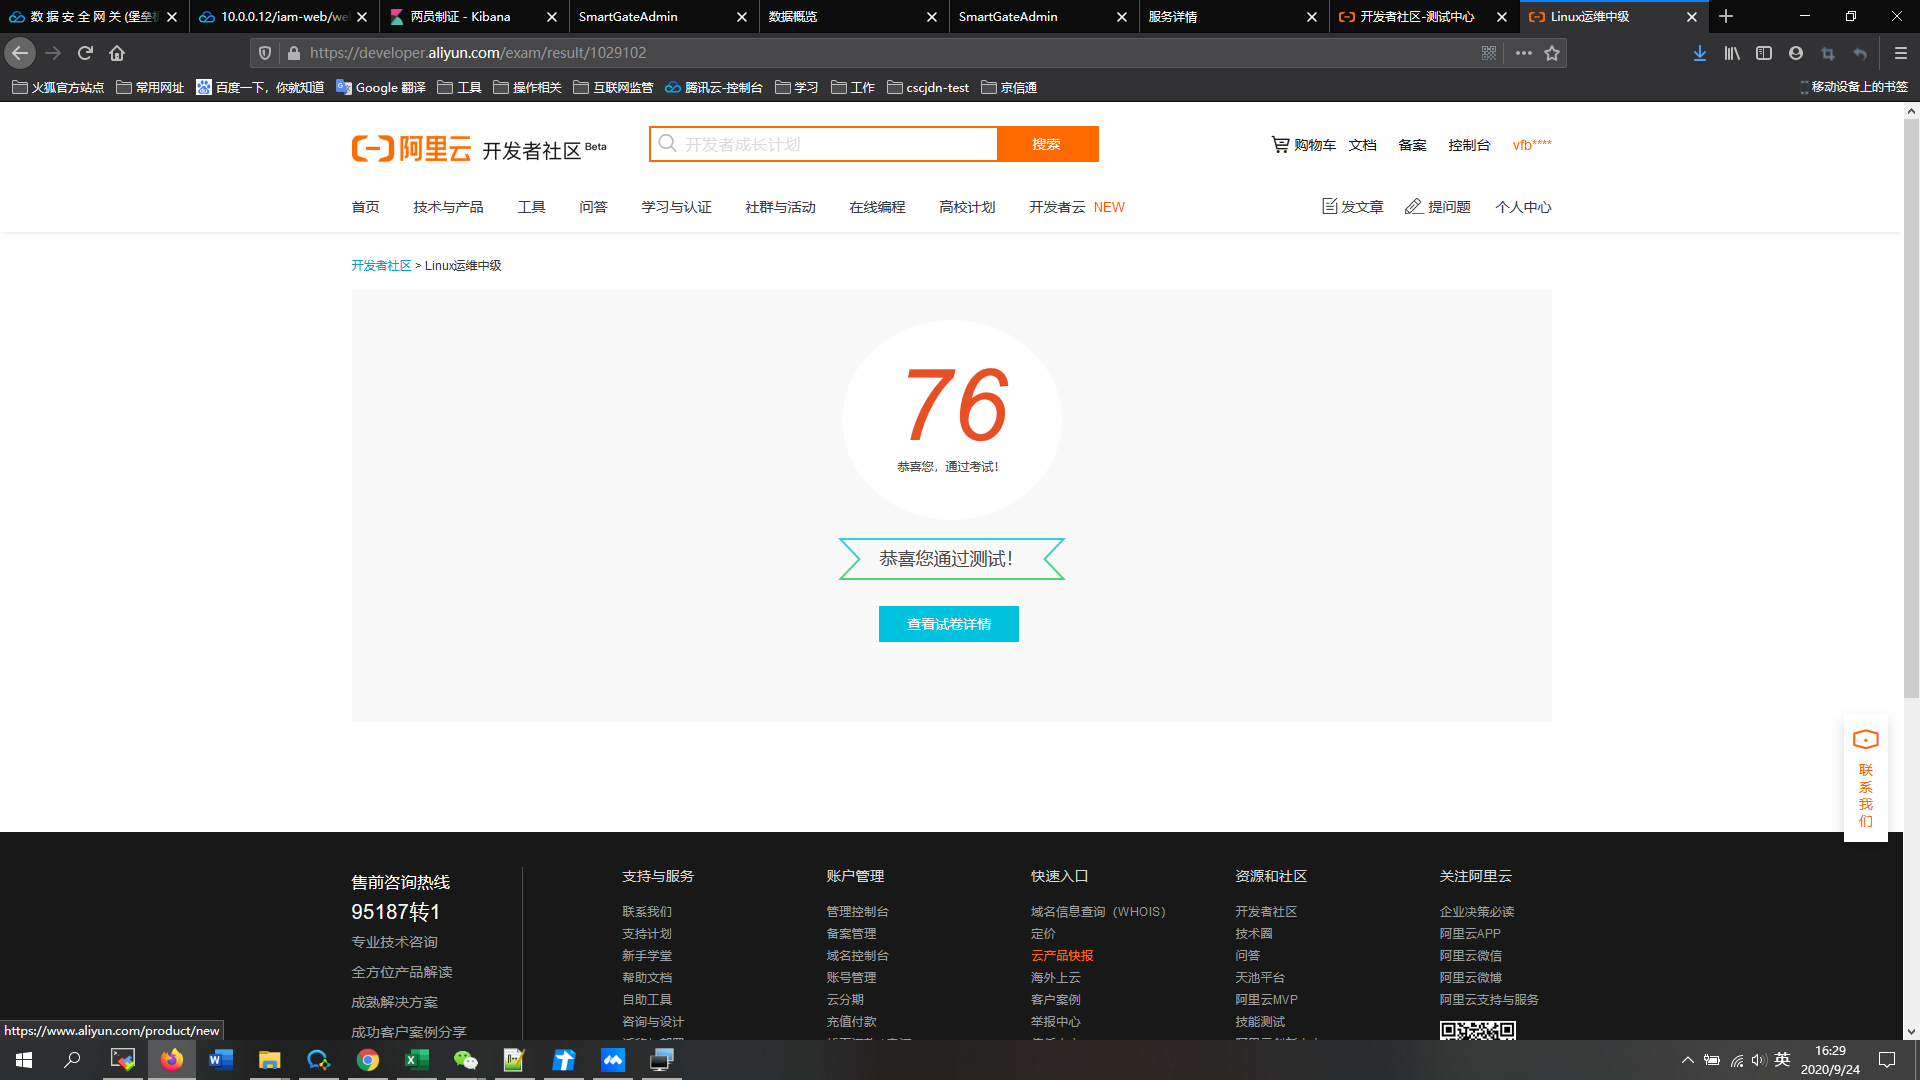 数 据 安 全 网 关 (堡垒
10.0.0.12/iam-web/we
两员制证 - Kibana
SmartGateAdmin
数据概览
SmartGateAdmin
服务详情
开发者社区-测试中心
Linux运维中级
https://developer.aliyun.com/exam/result/1029102
火狐官方站点
常用网址
百度一下，你就知道
Google 翻译
工具
操作相关
互联网监管
腾讯云-控制台
学习
工作
cscjdn-test
京信通
移动设备上的书签
阿里云 开发者社区 Beta
开发者成长计划
搜索
购物车
文档
备案
控制台
vfb****
首页
技术与产品
工具
问答
学习与认证
社群与活动
在线编程
高校计划
开发者云 NEW
发文章
提问题
个人中心
开发者社区 > Linux运维中级
76
恭喜您，通过考试！
恭喜您通过测试！
查看试卷详情
联系我们
售前咨询热线
95187转1
专业技术咨询
全方位产品解读
成熟解决方案
成功客户案例分享
支持与服务
联系我们
支持计划
新手学堂
帮助文档
自助工具
咨询与设计
账户管理
管理控制台
备案管理
域名控制台
账号管理
云分期
充值付款
快速入口
域名信息查询（WHOIS）
定价
云产品快报
海外上云
客户案例
举报中心
资源和社区
开发者社区
技术圈
问答
天池平台
阿里云MVP
技能测试
关注阿里云
企业决策必读
阿里云APP
阿里云微信
阿里云微博
阿里云支持与服务
https://www.aliyun.com/product/new
英
16:29
2020/9/24